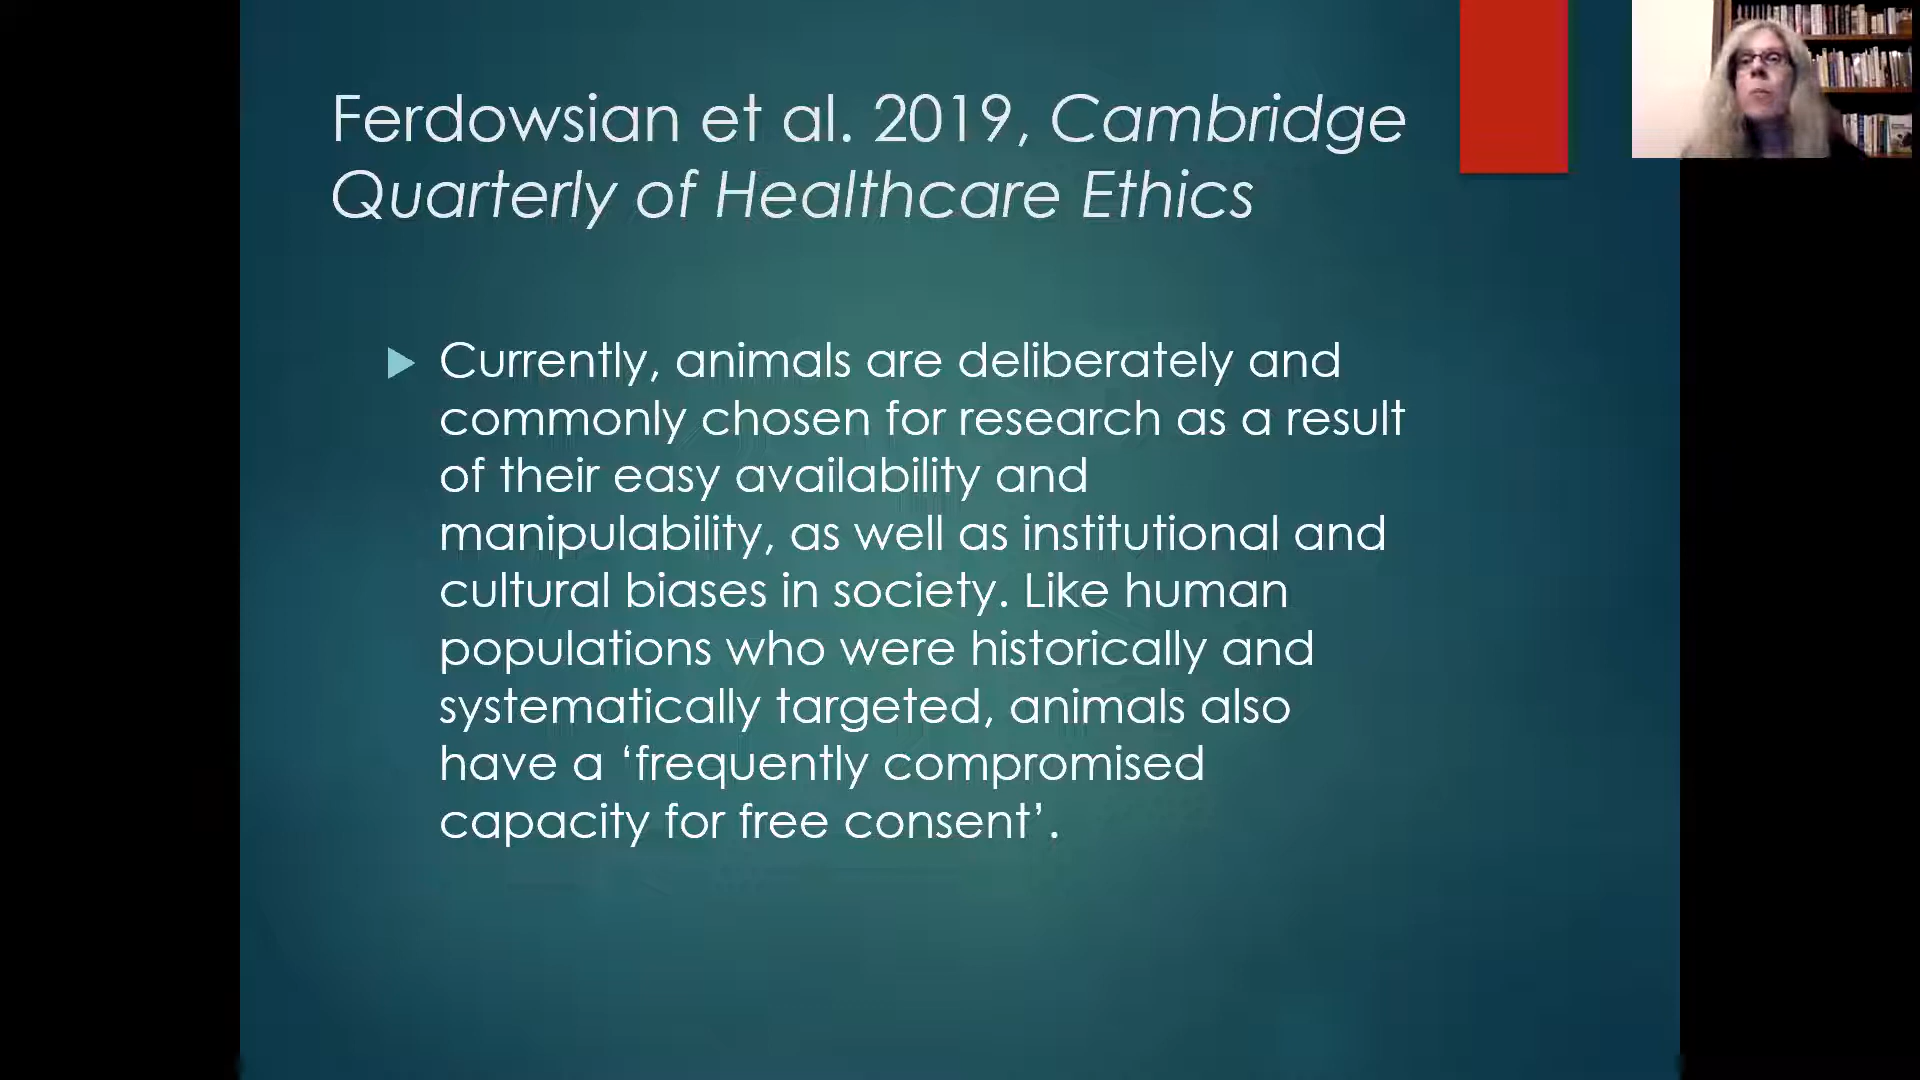 Ferdowsian et al. 2019, Cambridge
Quarterly of Healthcare Ethics
Currently, animals are deliberately and
commonly chosen for research as a result
of their easy availability and
manipulability, as well as institutional and
cultural biases in society. Like human
populations who were historically and
systematically targeted, animals also
have a ‘frequently compromised
capacity for free consent’.